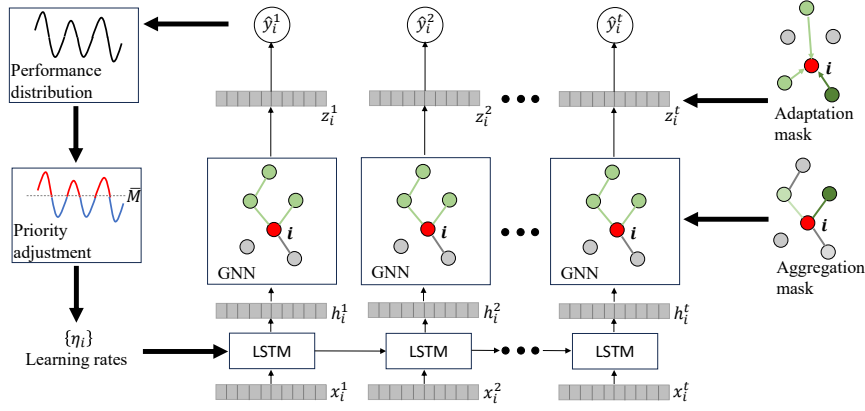 ŷ_i^1
ŷ_i^2
ŷ_i^t
Performance
distribution
z_i^1
z_i^2
z_i^t
i
Adaptation
mask
M̅
Priority
adjustment
i
GNN
i
GNN
i
GNN
i
Aggregation
mask
h_i^1
h_i^2
h_i^t
{η_i}
Learning rates
LSTM
LSTM
LSTM
x_i^1
x_i^2
x_i^t